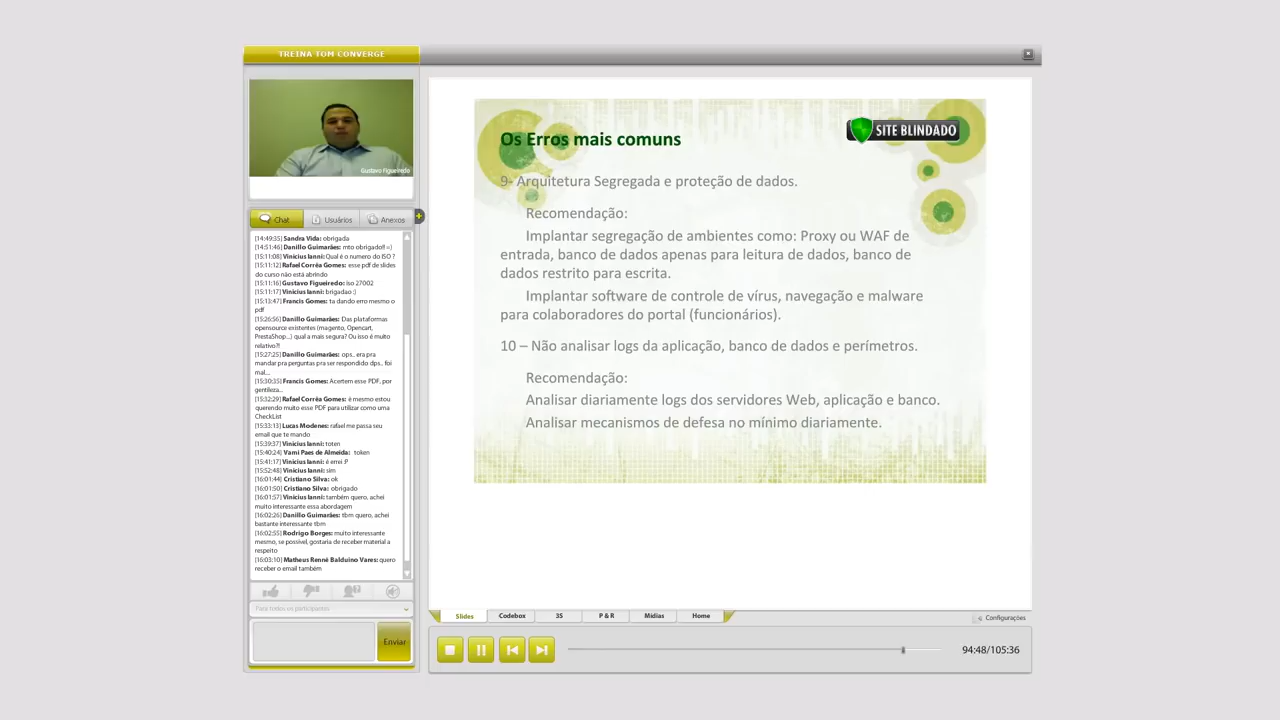 TREINA TOM CONVERGE
Gustavo Figueiredo
Chat
Usuários
Anexos
[14:49:35] Sandra Vida: obrigada
[14:51:46] Danillo Guimarães: mto obrigado!! =)
[15:11:08] Vinicius Ianni: Qual é o numero do ISO ?
[15:11:12] Rafael Corrêa Gomes: esse pdf de slides
do curso não está abrindo
[15:11:16] Gustavo Figueiredo: iso 27002
[15:11:17] Vinicius Ianni: brigadao ;)
[15:13:47] Francis Gomes: ta dando erro mesmo o
pdf
[15:26:56] Danillo Guimarães: Das plataformas
opensource existentes (magento, Opencart,
PrestaShop...) qual a mais segura? Ou isso é muito
relativo?!
[15:27:25] Danillo Guimarães: ops.. era pra
mandar pra perguntas pra ser respondido dps.. foi
mal....
[15:30:35] Francis Gomes: Acertem esse PDF, por
gentileza...
[15:32:29] Rafael Corrêa Gomes: é mesmo estou
querendo muito esse PDF para utilizar como uma
CheckList
[15:33:13] Lucas Modenes: rafael me passa seu
email que te mando
[15:39:37] Vinicius Ianni: toten
[15:40:24] Vami Paes de Almeida: token
[15:41:17] Vinicius Ianni: é errei :P
[15:52:48] Vinicius Ianni: sim
[16:01:44] Cristiano Silva: ok
[16:01:50] Cristiano Silva: obrigado
[16:01:57] Vinicius Ianni: também quero, achei
muito interessante essa abordagem
[16:02:26] Danillo Guimarães: tbm quero, achei
bastante interessante tbm
[16:02:55] Rodrigo Borges: muito interessante
mesmo, se possível, gostaria de receber material a
respeito
[16:03:10] Matheus Rennê Balduino Vares: quero
receber o email também
Para todos os participantes
Enviar
SITE BLINDADO
Os Erros mais comuns
9- Arquitetura Segregada e proteção de dados.
Recomendação:
Implantar segregação de ambientes como: Proxy ou WAF de
entrada, banco de dados apenas para leitura de dados, banco de
dados restrito para escrita.
Implantar software de controle de vírus, navegação e malware
para colaboradores do portal (funcionários).
10 – Não analisar logs da aplicação, banco de dados e perímetros.
Recomendação:
Analisar diariamente logs dos servidores Web, aplicação e banco.
Analisar mecanismos de defesa ao mínimo diariamente.
Slides
Codebox
3S
P & R
Mídias
Home
Configurações
94:48/105:36